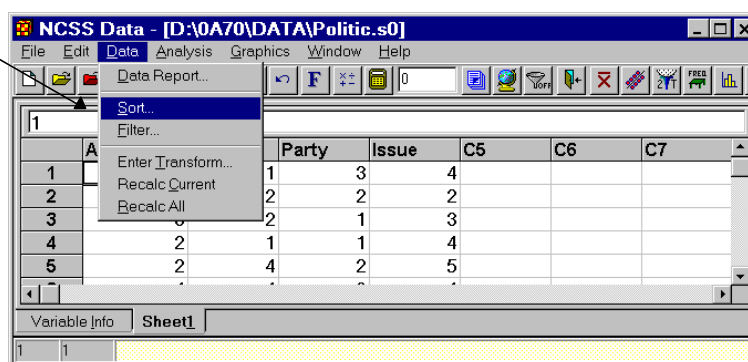 NCSS Data - [D:\0A70\DATA\Politic.s0]
File Edit Data Analysis Graphics Window Help
F 0 UOFF FREQ
Data Report...
Sort...
Filter...
Enter Transform...
Recalc Current
Recalc All
1
A Party Issue C5 C6 C7
1 1 3 4
2 2 2 2
3 2 1 3
4 2 1 1 4
5 2 4 2 5
Variable Info Sheet1
1 1